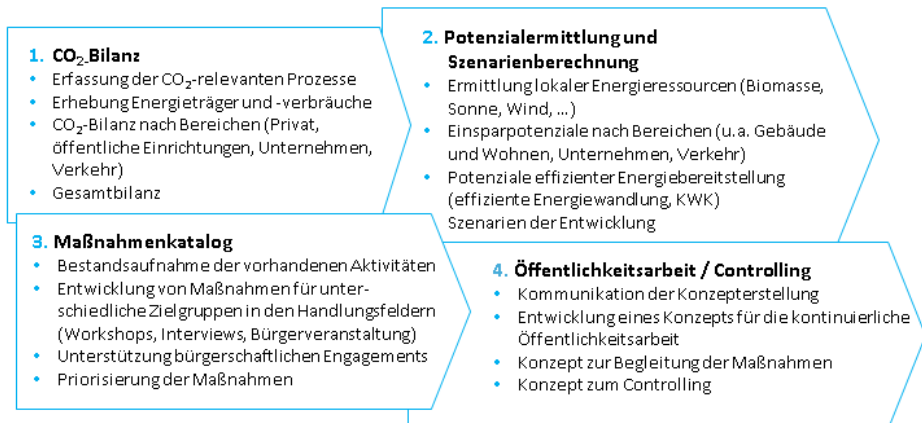 1. CO₂-Bilanz
• Erfassung der CO₂-relevanten Prozesse
• Erhebung Energieträger und -verbräuche
• CO₂-Bilanz nach Bereichen (Privat,
öffentliche Einrichtungen, Unternehmen,
Verkehr)
• Gesamtbilanz
2. Potenzialermittlung und
Szenarienberechnung
• Ermittlung lokaler Energieressourcen (Biomasse,
Sonne, Wind, ...)
• Einsparpotenziale nach Bereichen (u.a. Gebäude
und Wohnen, Unternehmen, Verkehr)
• Potenziale effizienter Energiebereitstellung
(effiziente Energiewandlung, KWK)
Szenarien der Entwicklung
3. Maßnahmenkatalog
• Bestandsaufnahme der vorhandenen Aktivitäten
• Entwicklung von Maßnahmen für unter-
schiedliche Zielgruppen in den Handlungsfeldern
(Workshops, Interviews, Bürgerveranstaltung)
• Unterstützung bürgerschaftlichen Engagements
• Priorisierung der Maßnahmen
4. Öffentlichkeitsarbeit / Controlling
• Kommunikation der Konzepterstellung
• Entwicklung eines Konzepts für die kontinuierliche
Öffentlichkeitsarbeit
• Konzept zur Begleitung der Maßnahmen
• Konzept zum Controlling